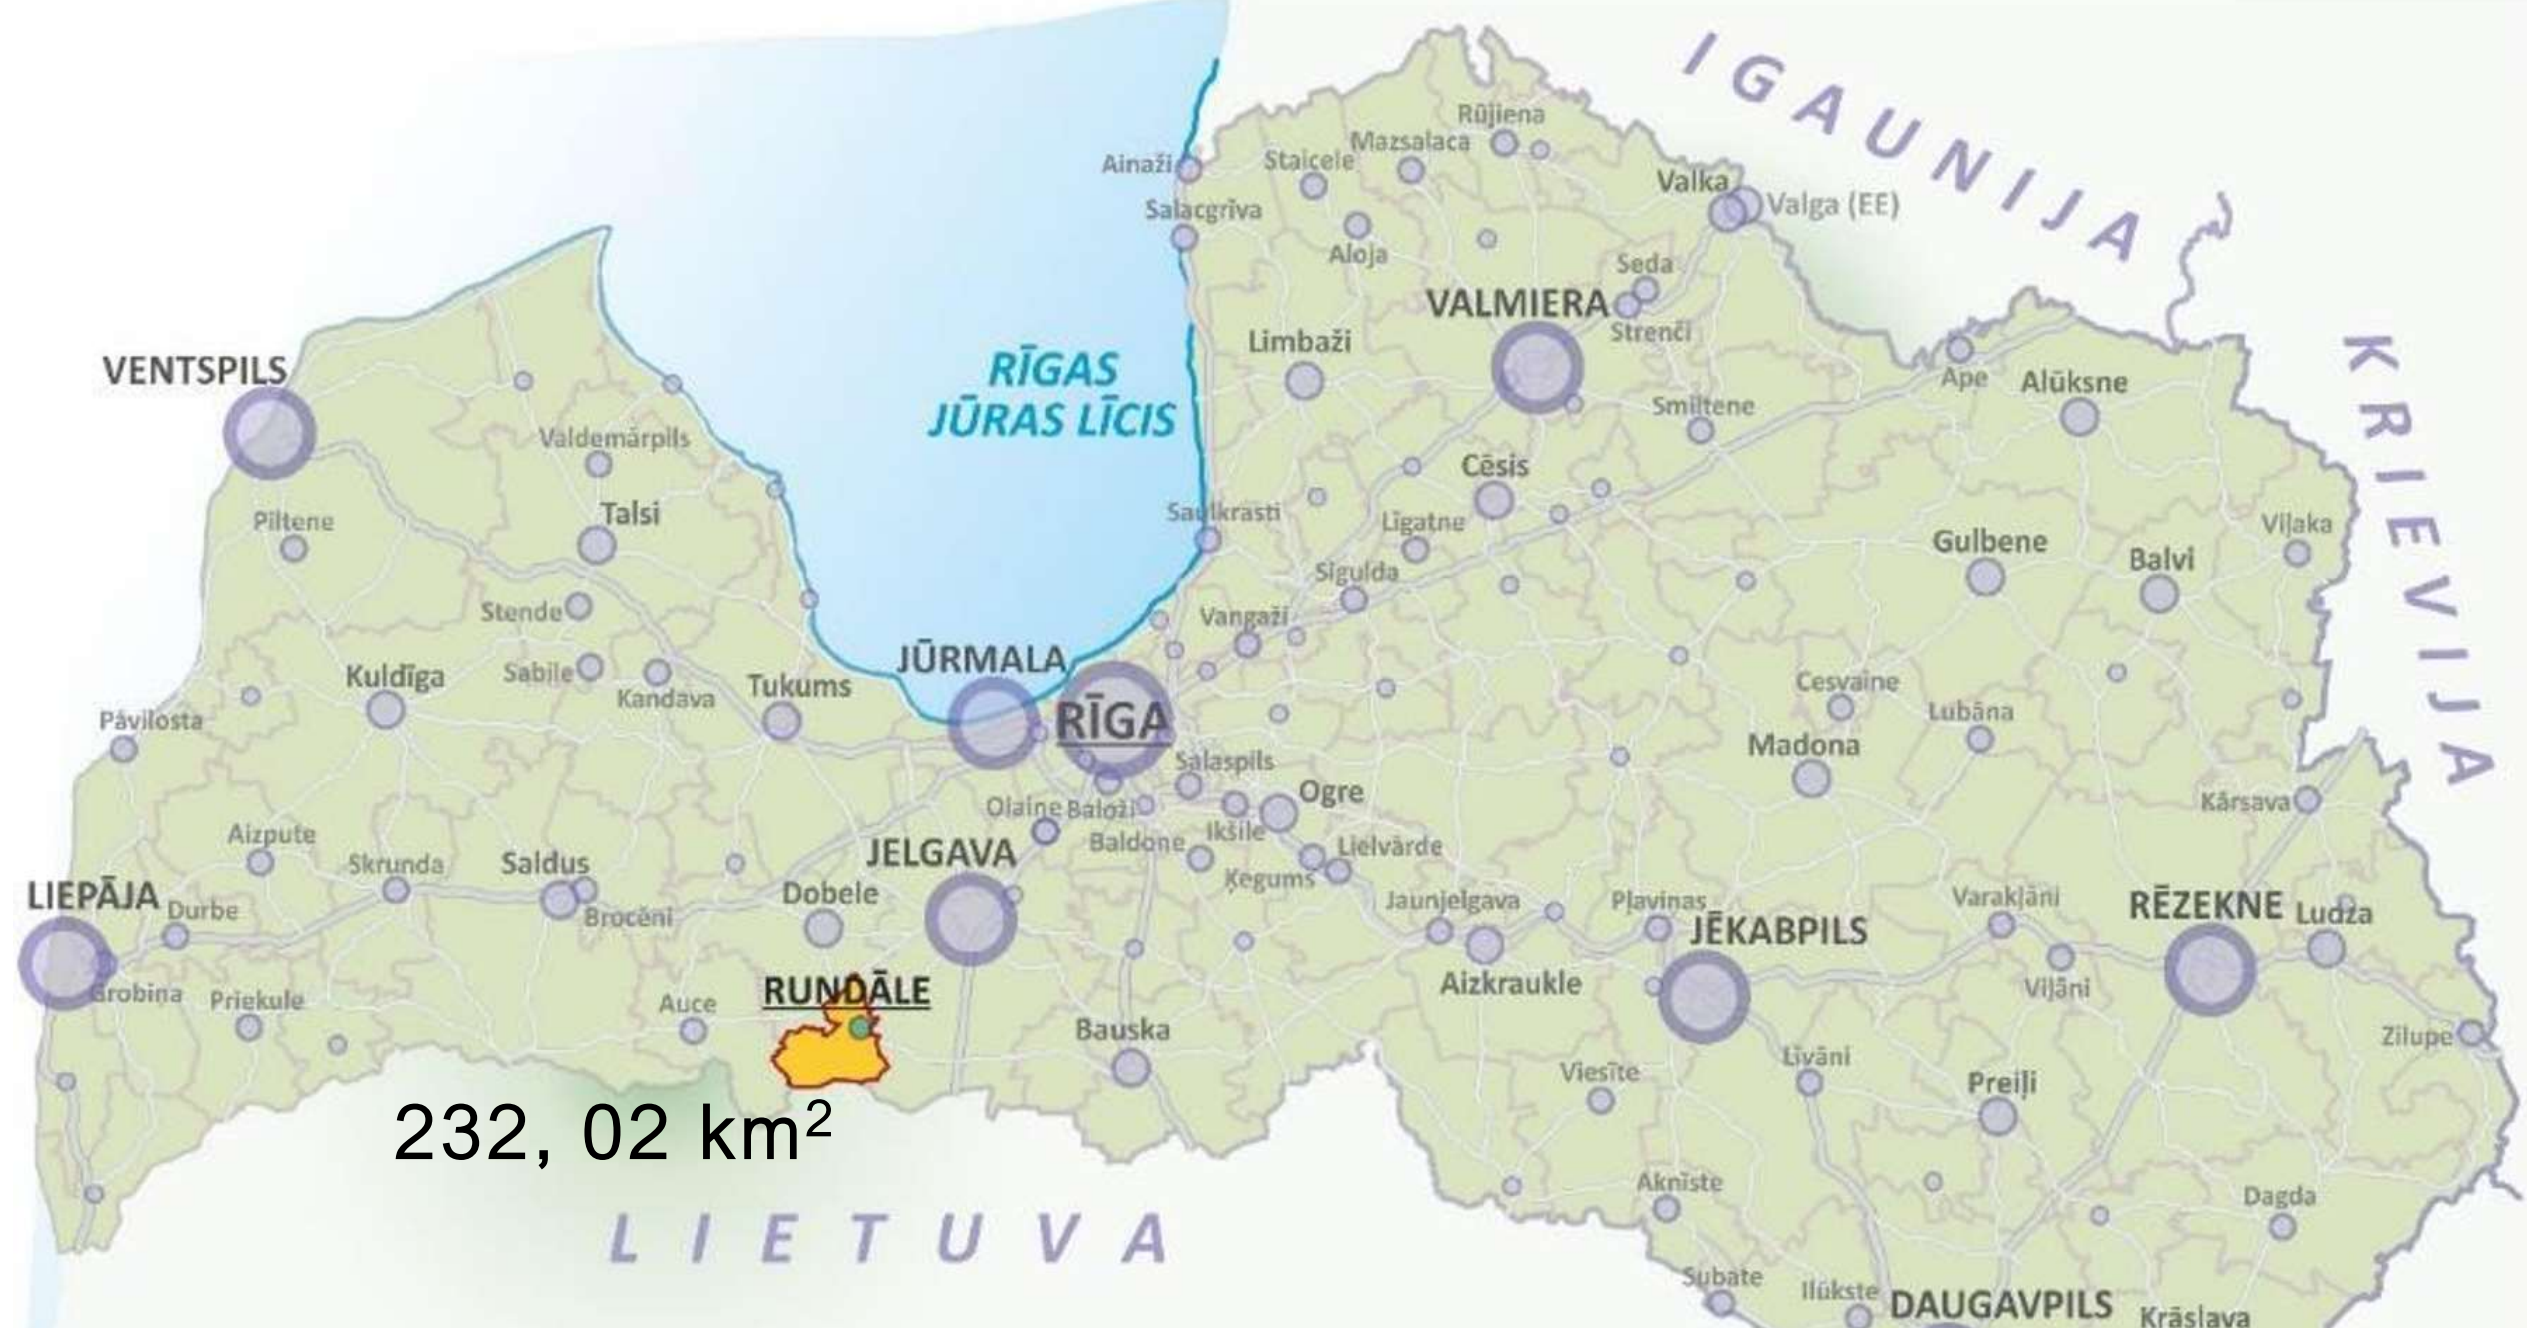 IGAUNIJA
Rūjiena
Mazsalaca
Staicele
Ainaži
Valka
Valga (EE)
Salacgrīva
Aloja
Seda
VALMIERA
Strenči
Limbaži
KRIEVIJA
VENTSPILS
RĪGAS
JŪRAS LĪCIS
Ape
Alūksne
Smiltene
Valdemārpils
Cēsis
Talsi
Saulkrasti
Līgatne
Piltene
Viļaka
Gulbene
Balvi
Sigulda
Stende
Vangaži
JŪRMALA
Sabile
Kuldīga
Kandava
Tukums
Cesvaine
Pāvilosta
RĪGA
Lubāna
Madona
Salaspils
Ogre
Olaine
Baloži
Kārsava
Aizpute
Ikšile
Baldone
Lielvārde
JELGAVA
Skrunda
Saldus
Ķegums
Dobele
LIEPĀJA
Durbe
Brocēni
Jaunjelgava
Pļaviņas
Varakļāni
RĒZEKNE
Ludza
JĒKABPILS
Grobiņa
Priekule
Auce
RUNDĀLE
Aizkraukle
Viļāni
Bauska
Zilupe
Viesīte
Līvāni
Preiļi
232, 02 km²
Aknīste
Dagda
LIETUVA
Subate
Ilūkste
DAUGAVPILS
Krāslava